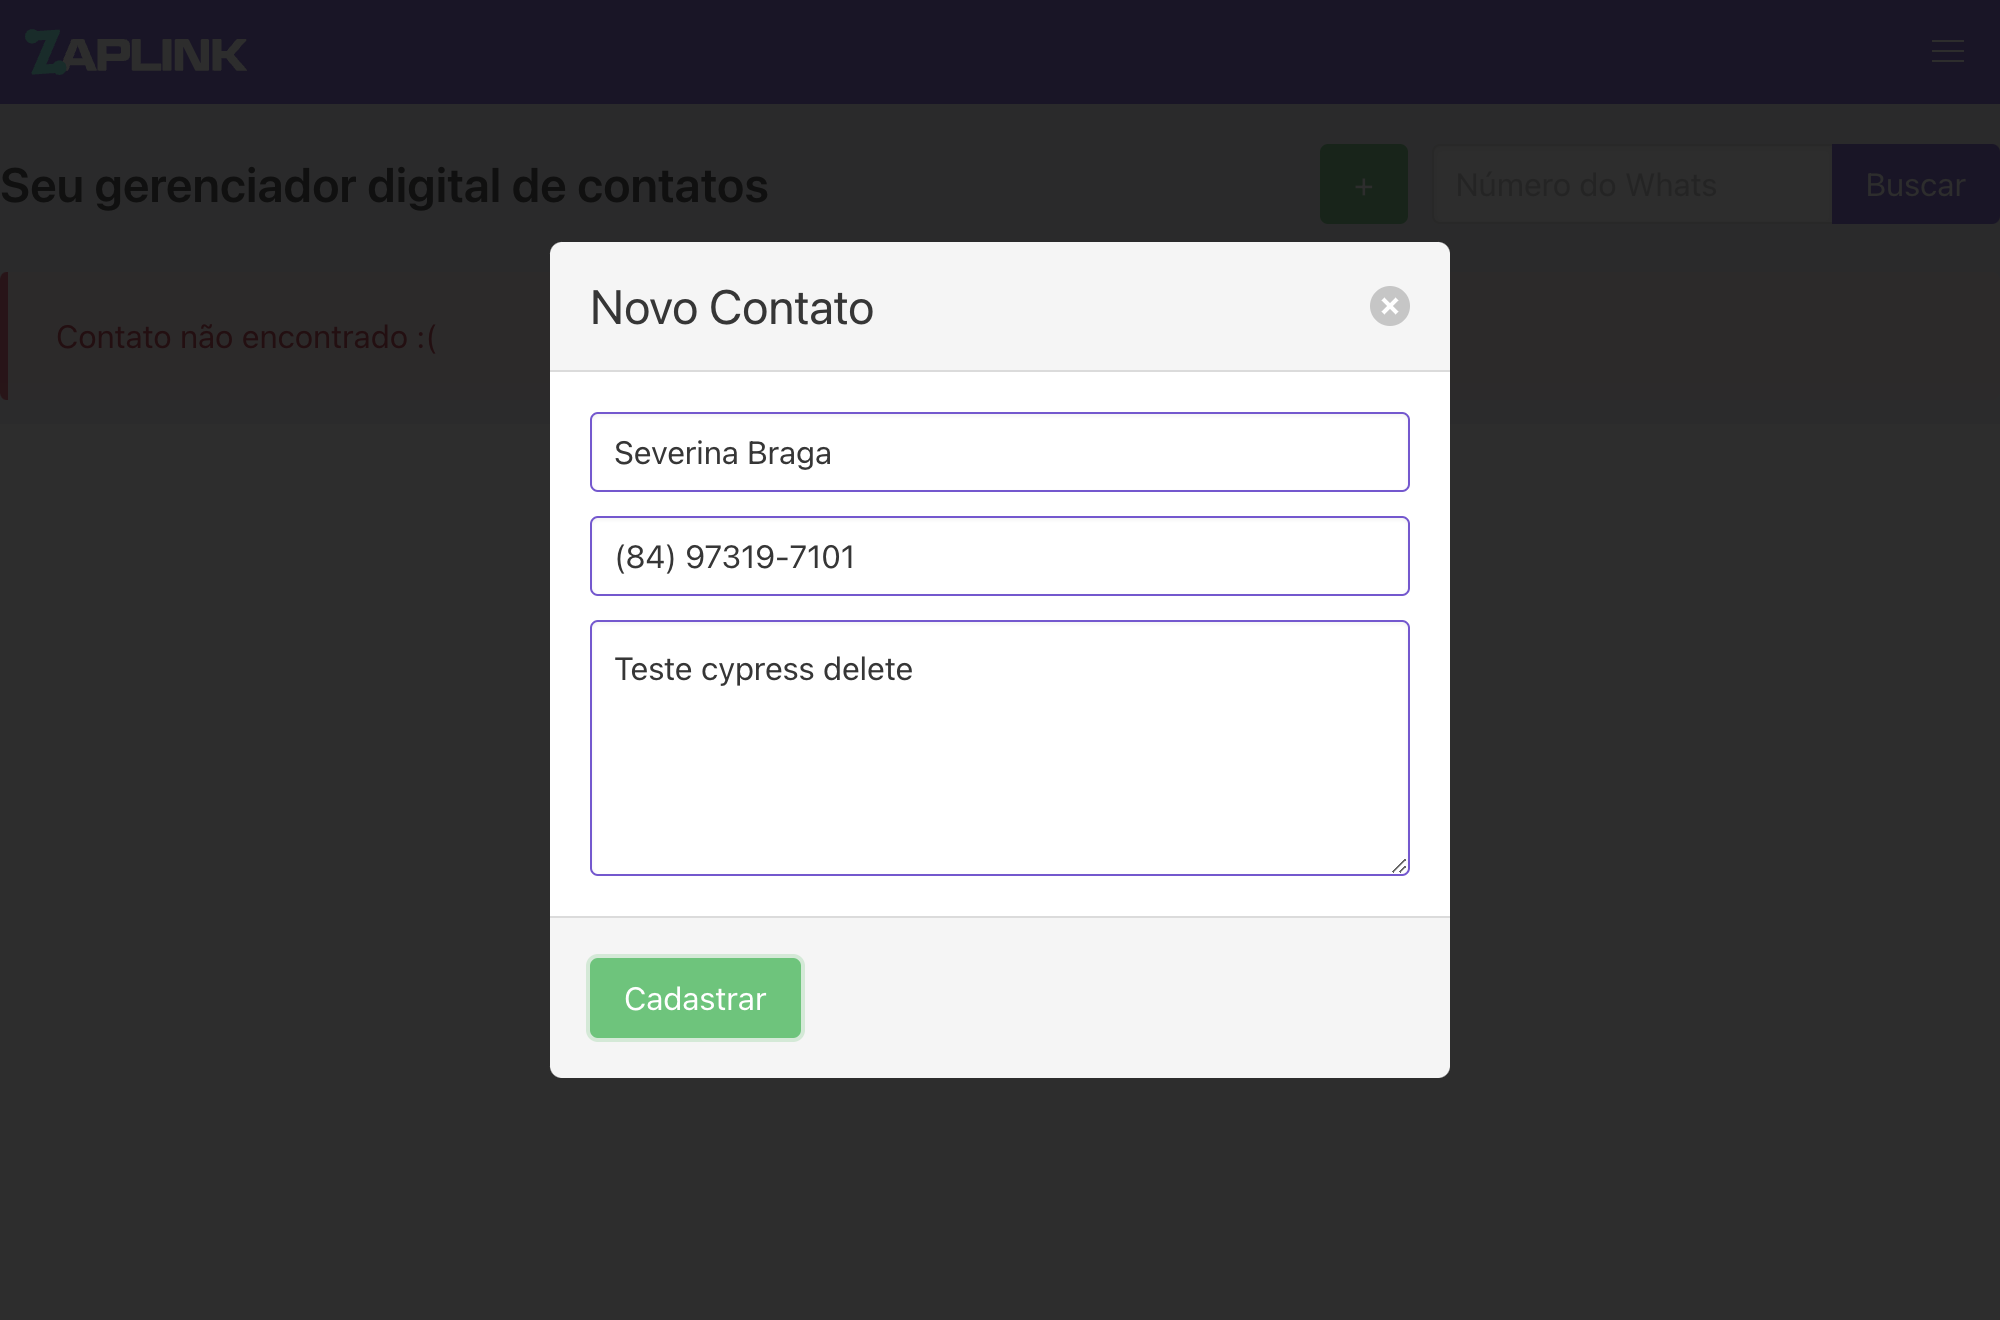 ZAPLINK
Seu gerenciador digital de contatos
+
Número do Whats
Buscar
Contato não encontrado :(
Novo Contato
Severina Braga
(84) 97319-7101
Teste cypress delete
Cadastrar